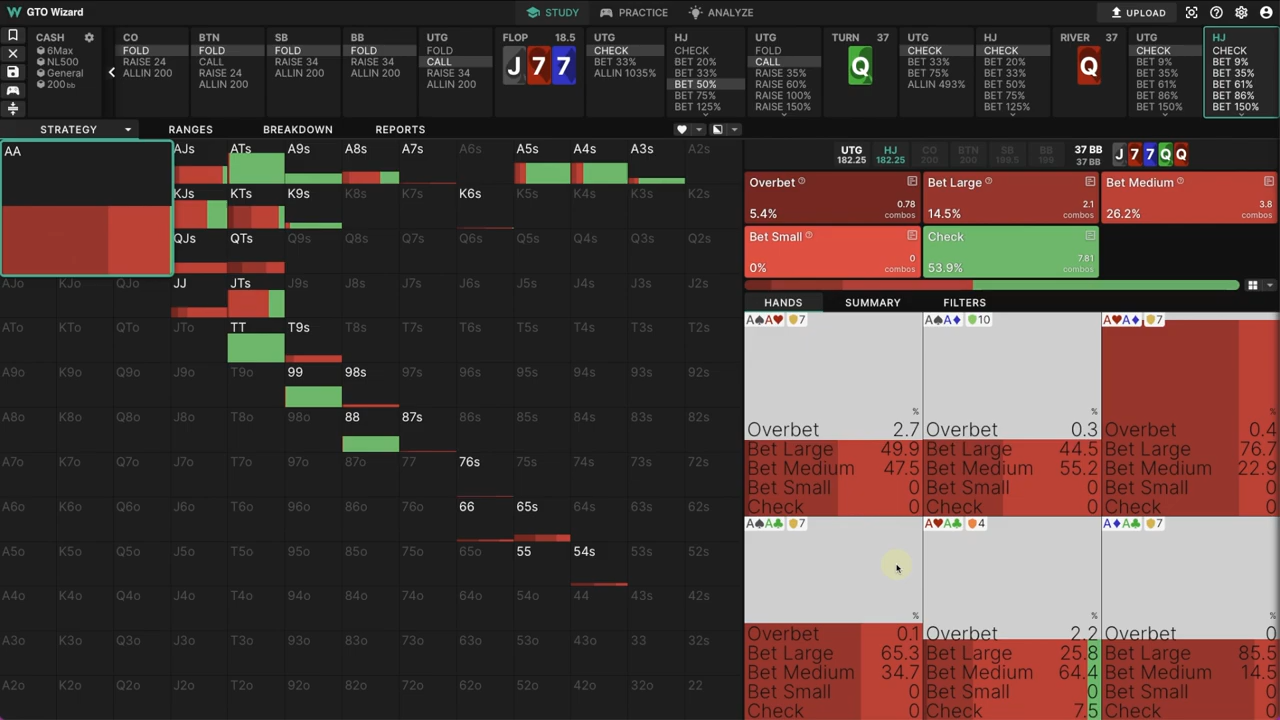 GTO Wizard
STUDY
PRACTICE
ANALYZE
UPLOAD
CASH
6Max
NL500
General
200 bb
CO
FOLD
RAISE 24
ALLIN 200
BTN
FOLD
CALL
RAISE 24
ALLIN 200
SB
FOLD
RAISE 34
ALLIN 200
BB
FOLD
RAISE 34
ALLIN 200
UTG
FOLD
CALL
RAISE 34
ALLIN 200
FLOP 18.5
J 7 7
UTG
CHECK
BET 33%
ALLIN 1035%
HJ
CHECK
BET 20%
BET 33%
BET 50%
BET 75%
BET 125%
UTG
FOLD
CALL
RAISE 35%
RAISE 60%
RAISE 100%
RAISE 150%
TURN 37
Q
UTG
CHECK
BET 33%
BET 75%
ALLIN 493%
HJ
CHECK
BET 20%
BET 33%
BET 50%
BET 75%
BET 125%
RIVER 37
Q
UTG
CHECK
BET 9%
BET 35%
BET 61%
BET 86%
BET 150%
HJ
CHECK
BET 9%
BET 35%
BET 61%
BET 86%
BET 150%
STRATEGY RANGES BREAKDOWN REPORTS
AA AJs ATs A9s A8s A7s A6s A5s A4s A3s A2s
KJs KTs K9s K8s K7s K6s K5s K4s K3s K2s
QJs QTs Q9s Q8s Q7s Q6s Q5s Q4s Q3s Q2s
AJo KJo QJo JJ JTs J9s J8s J7s J6s J5s J4s J3s J2s
ATo KTo QTo JTo TT T9s T8s T7s T6s T5s T4s T3s T2s
A9o K9o Q9o J9o T9o 99 98s 97s 96s 95s 94s 93s 92s
A8o K8o Q8o J8o T8o 98o 88 87s 86s 85s 84s 83s 82s
A7o K7o Q7o J7o T7o 97o 87o 77 76s 75s 74s 73s 72s
A6o K6o Q6o J6o T6o 96o 86o 76o 66 65s 64s 63s 62s
A5o K5o Q5o J5o T5o 95o 85o 75o 65o 55 54s 53s 52s
A4o K4o Q4o J4o T4o 94o 84o 74o 64o 54o 44 43s 42s
A3o K3o Q3o J3o T3o 93o 83o 73o 63o 53o 43o 33 32s
A2o K2o Q2o J2o T2o 92o 82o 72o 62o 52o 42o 32o 22
UTG HJ CO BTN SB BB 37 BB
182.25 182.25 200 200 199.5 199 37 BB
J 7 7 Q Q
Overbet
0.78
5.4% combos
Bet Large
2.1
14.5% combos
Bet Medium
3.8
26.2% combos
Bet Small
0
0% combos
Check
7.81
53.9% combos
HANDS SUMMARY FILTERS
A♠A♥ 7
%
Overbet 2.7
Bet Large 49.9
Bet Medium 47.5
Bet Small 0
Check 0
A♠A♦ 10
%
Overbet 0.3
Bet Large 44.5
Bet Medium 55.2
Bet Small 0
Check 0
A♥A♦ 7
%
Overbet 0.4
Bet Large 76.7
Bet Medium 22.9
Bet Small 0
Check 0
A♠A♣ 7
%
Overbet 0.1
Bet Large 65.3
Bet Medium 34.7
Bet Small 0
Check 0
A♥A♣ 4
%
Overbet 2.2
Bet Large 25.8
Bet Medium 64.4
Bet Small 0
Check 7.5
A♦A♣ 7
%
Overbet 0
Bet Large 85.5
Bet Medium 14.5
Bet Small 0
Check 0